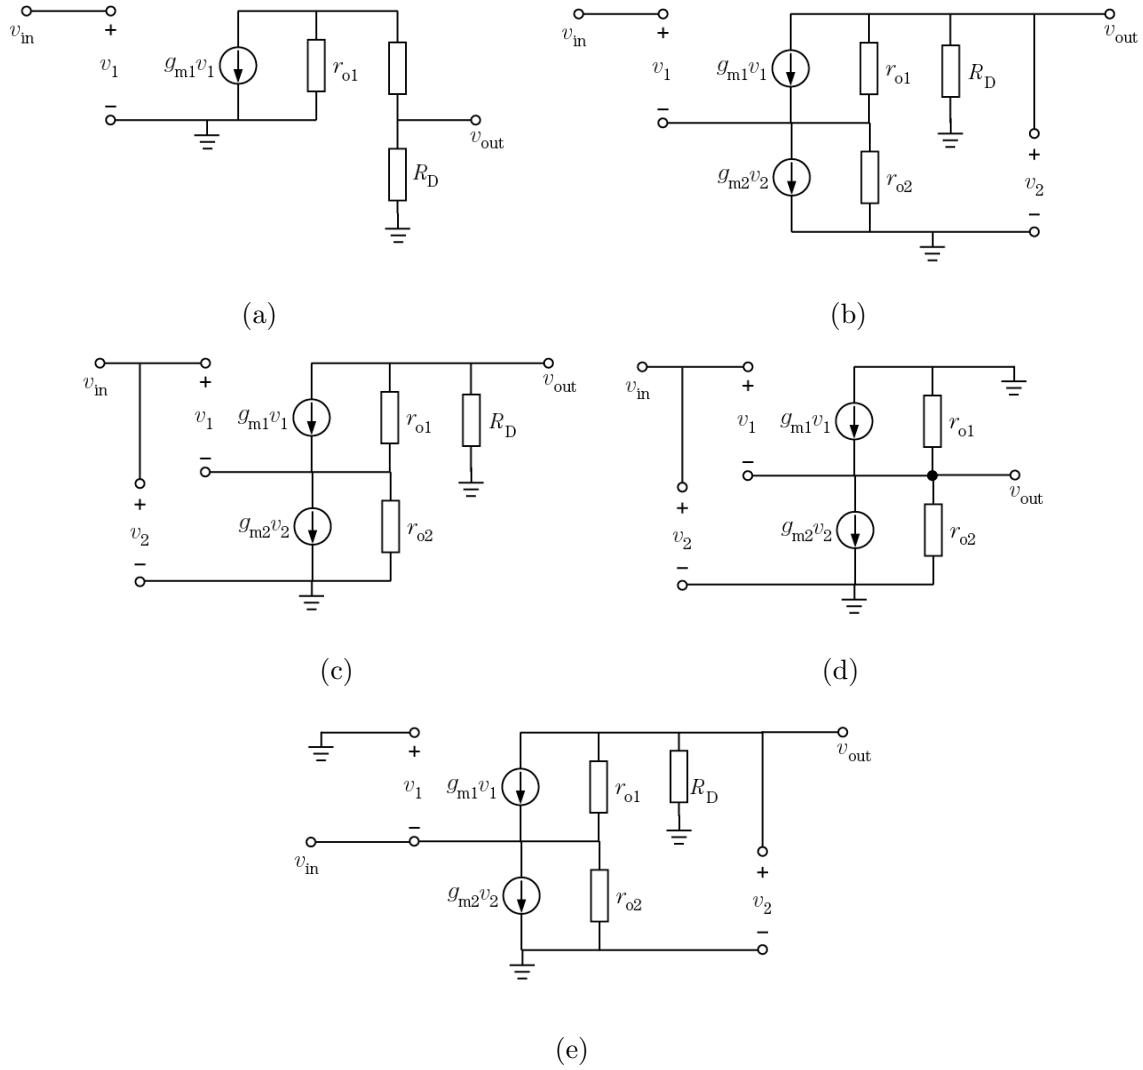 v_in + v_1 − g_m1v_1 r_o1 R_D v_out
(a)
v_in + v_1 − g_m1v_1 r_o1 R_D v_out
g_m2v_2 r_o2 + v_2 −
(b)
v_in + v_1 − g_m1v_1 r_o1 R_D v_out
+ v_2 − g_m2v_2 r_o2
(c)
v_in + v_1 − g_m1v_1 r_o1 v_out
+ v_2 − g_m2v_2 r_o2
(d)
+ v_1 − g_m1v_1 r_o1 R_D v_out
v_in g_m2v_2 r_o2 + v_2 −
(e)